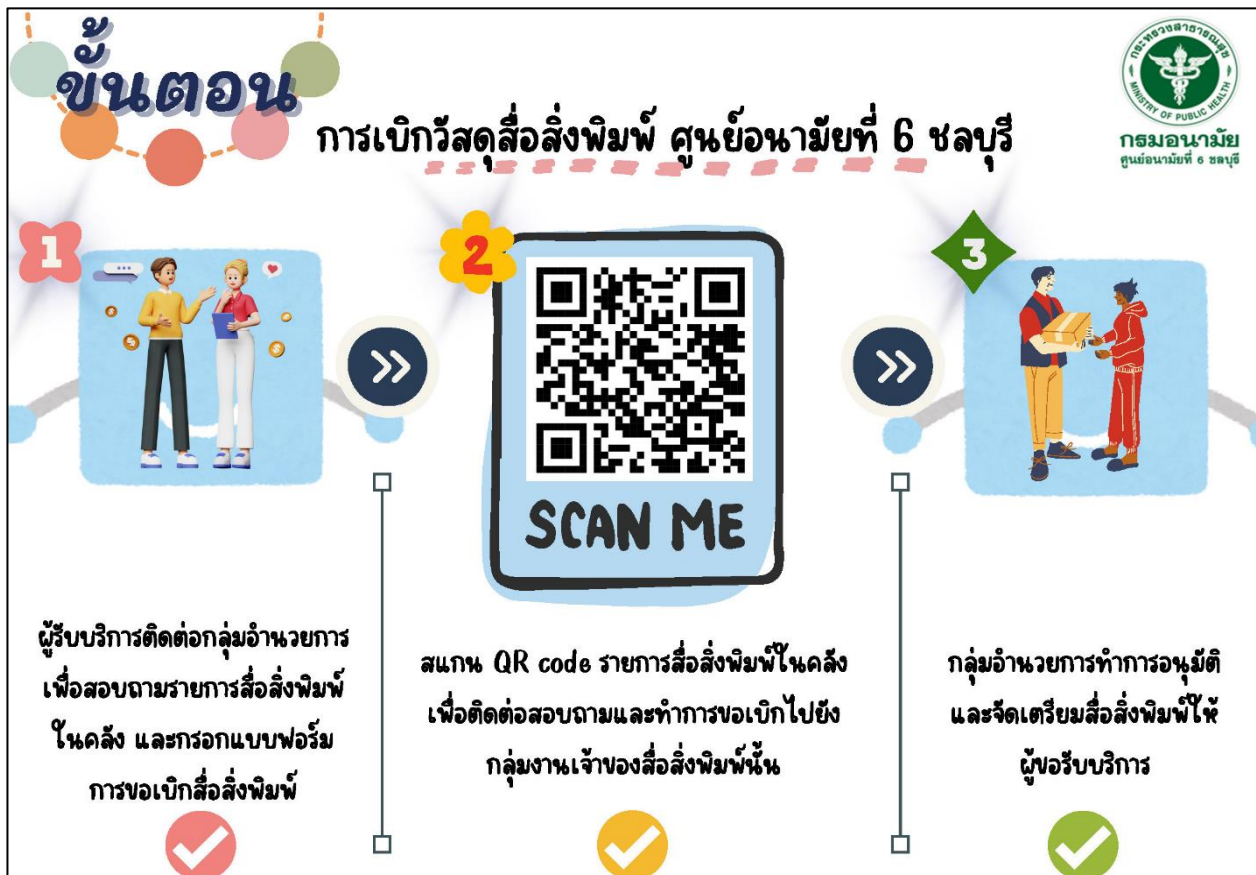 ขั้นตอน
การเบิกวัสดุสื่อสิ่งพิมพ์ ศูนย์อนามัยที่ 6 ชลบุรี
กระทรวงสาธารณสุข
MINISTRY OF PUBLIC HEALTH
กรมอนามัย
ศูนย์อนามัยที่ 6 ชลบุรี
1
2
3
SCAN ME
ผู้รับบริการติดต่อกลุ่มอำนวยการ
เพื่อสอบถามรายการสื่อสิ่งพิมพ์
ในคลัง และกรอกแบบฟอร์ม
การขอเบิกสื่อสิ่งพิมพ์
สแกน QR code รายการสื่อสิ่งพิมพ์ในคลัง
เพื่อติดต่อสอบถามและทำการขอเบิกไปยัง
กลุ่มงานเจ้าของสื่อสิ่งพิมพ์นั้น
กลุ่มอำนวยการทำการอนุมัติ
และจัดเตรียมสื่อสิ่งพิมพ์ให้
ผู้ขอรับบริการ